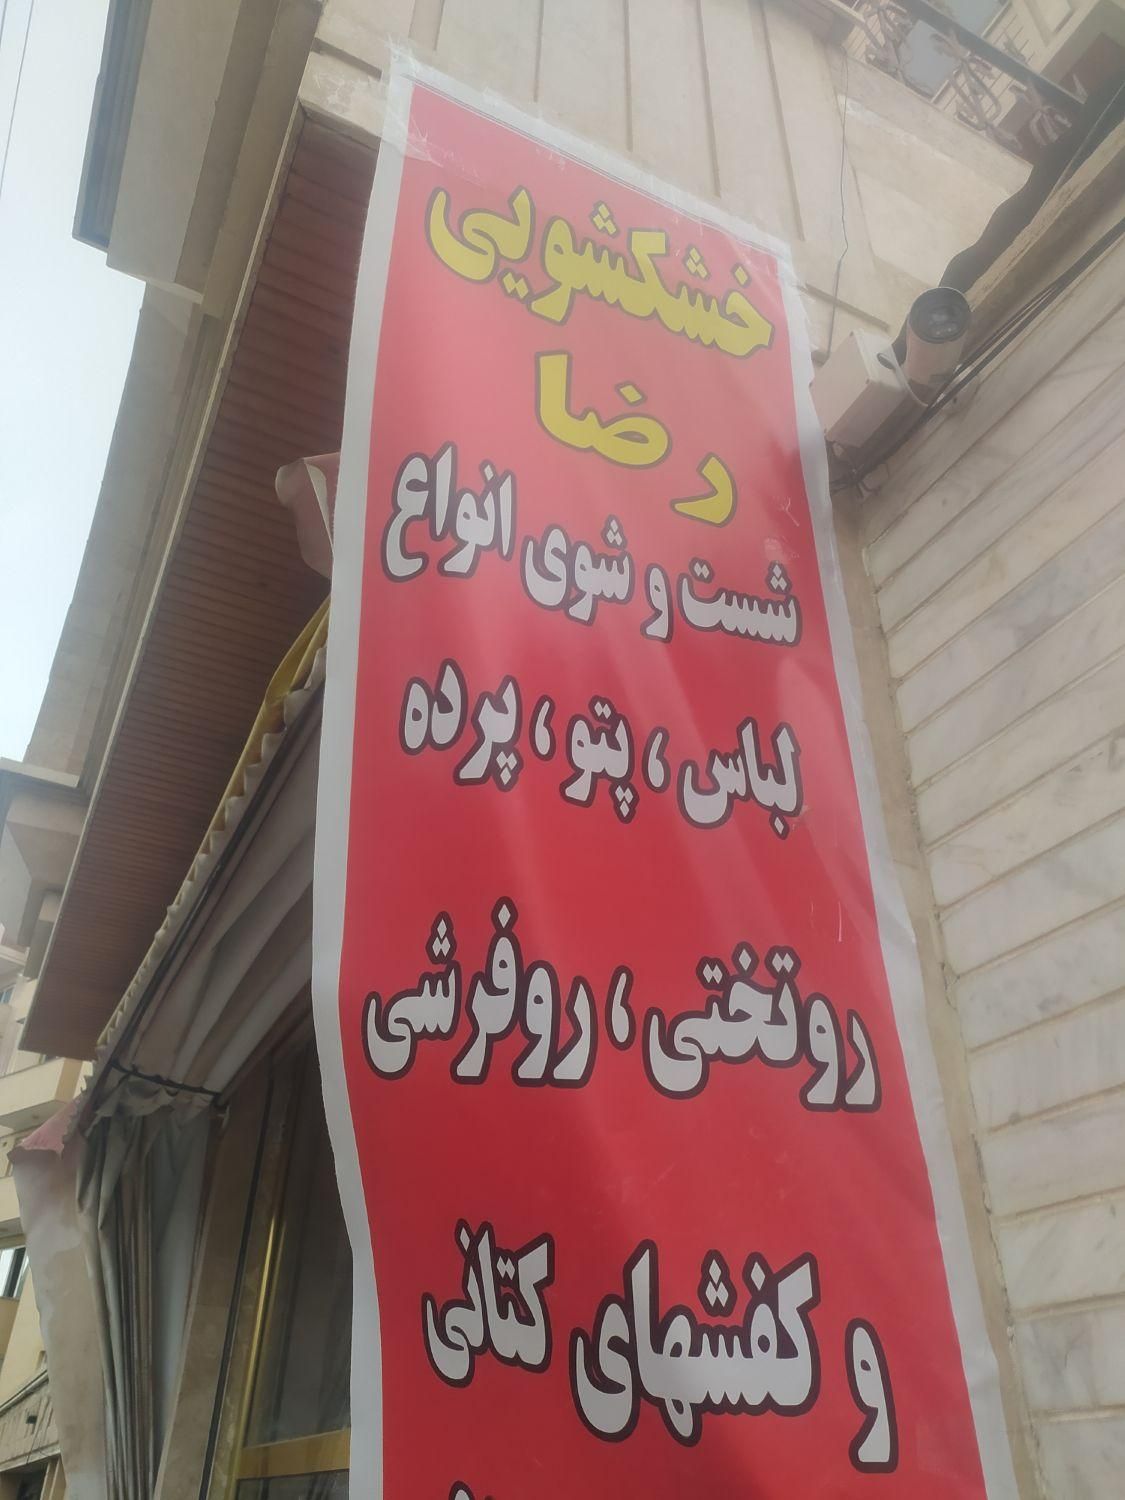 خشکشویی
رضا
شست و شوی انواع
لباس ، پتو ، پرده
روتختی ، روفرشی
و کفشهای کتانی